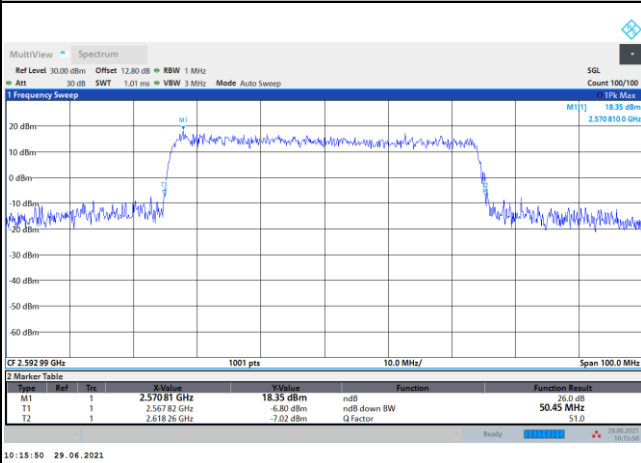 MultiView Spectrum
Ref Level 30.00 dBm Offset 12.80 dB RBW 1 MHz SGL
Att 30 dB SWT 1.01 ms VBW 3 MHz Mode Auto Sweep Count 100/100
1 Frequency Sweep 1Pk Max
M1[1] 18.35 dBm
2.570 810 0 GHz
M1
20 dBm
10 dBm
0 dBm
-10 dBm
-20 dBm
-30 dBm
-40 dBm
-50 dBm
-60 dBm
CF 2.592 99 GHz 1001 pts 10.0 MHz/ Span 100.0 MHz
2 Marker Table
Type Ref Trc X-Value Y-Value Function Function Result
M1 1 2.570 81 GHz 18.35 dBm ndB 26.0 dB
T1 1 2.567 82 GHz -6.80 dBm ndB down BW 50.45 MHz
T2 1 2.618 26 GHz -7.02 dBm Q Factor 51.0
Ready 29.06.2021
10:15:50
10:15:50 29.06.2021